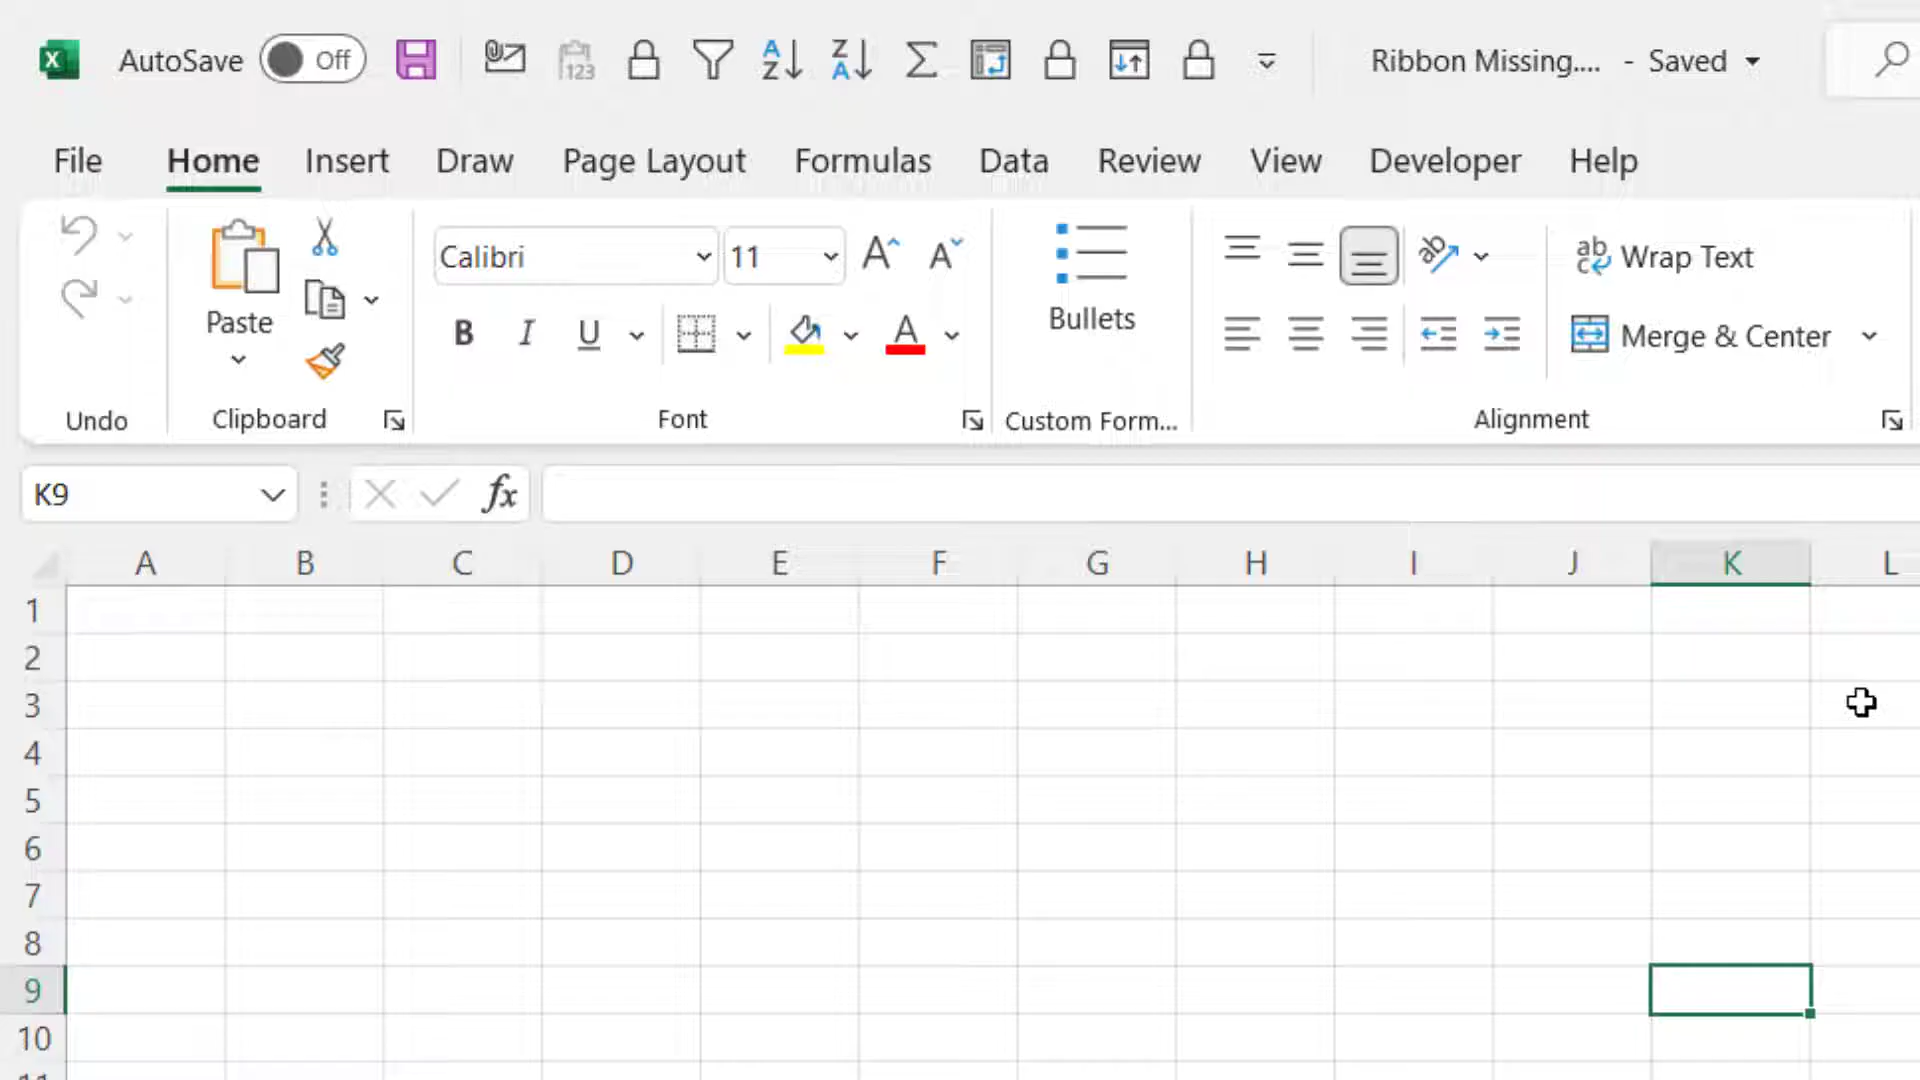 AutoSave Off Ribbon Missing.... - Saved
File Home Insert Draw Page Layout Formulas Data Review View Developer Help
Calibri 11 Wrap Text
Paste Bullets Merge & Center
B I U A
Undo Clipboard Font Custom Form... Alignment
K9 fx
A B C D E F G H I J K L
1
2
3
4
5
6
7
8
9
10